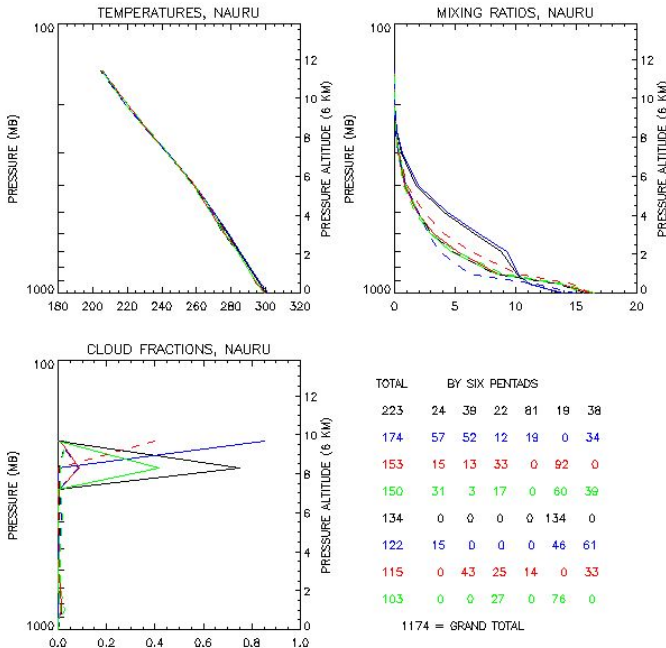 TEMPERATURES, NAURU
100
PRESSURE (MB)
1000
180 200 220 240 260 280 300 320
12
10
8
6
4
2
0
PRESSURE ALTITUDE (6 KM)
MIXING RATIOS, NAURU
100
PRESSURE (MB)
1000
0 5 10 15 20
12
10
8
6
4
2
0
PRESSURE ALTITUDE (6 KM)
CLOUD FRACTIONS, NAURU
100
PRESSURE (MB)
1000
0.0 0.2 0.4 0.6 0.8 1.0
12
10
8
6
4
2
0
PRESSURE ALTITUDE (6 KM)
TOTAL BY SIX PENTADS
223 24 39 22 81 19 38
174 57 52 12 19 0 34
153 15 13 33 0 92 0
150 31 3 17 0 60 39
134 0 0 0 0 134 0
122 15 0 0 0 46 61
115 0 43 25 14 0 33
103 0 0 27 0 76 0
1174 = GRAND TOTAL